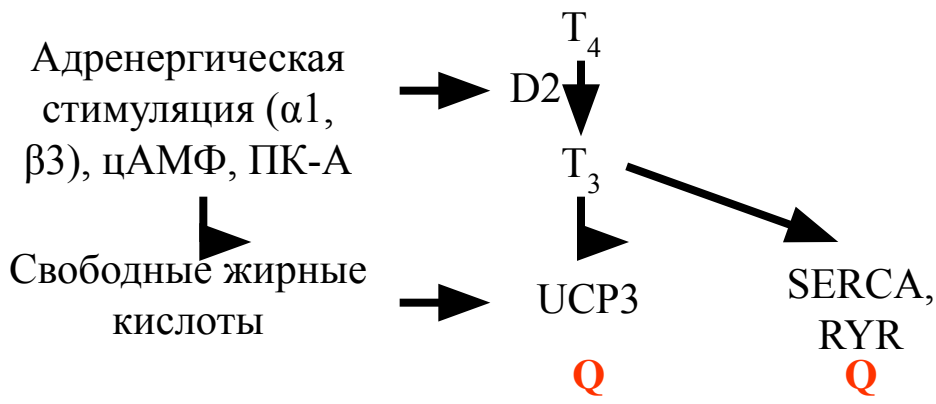 Адренергическая
стимуляция (α1,
β3), цАМФ, ПК-А
T4
D2
T3
Свободные жирные
кислоты
UCP3
Q
SERCA,
RYR
Q